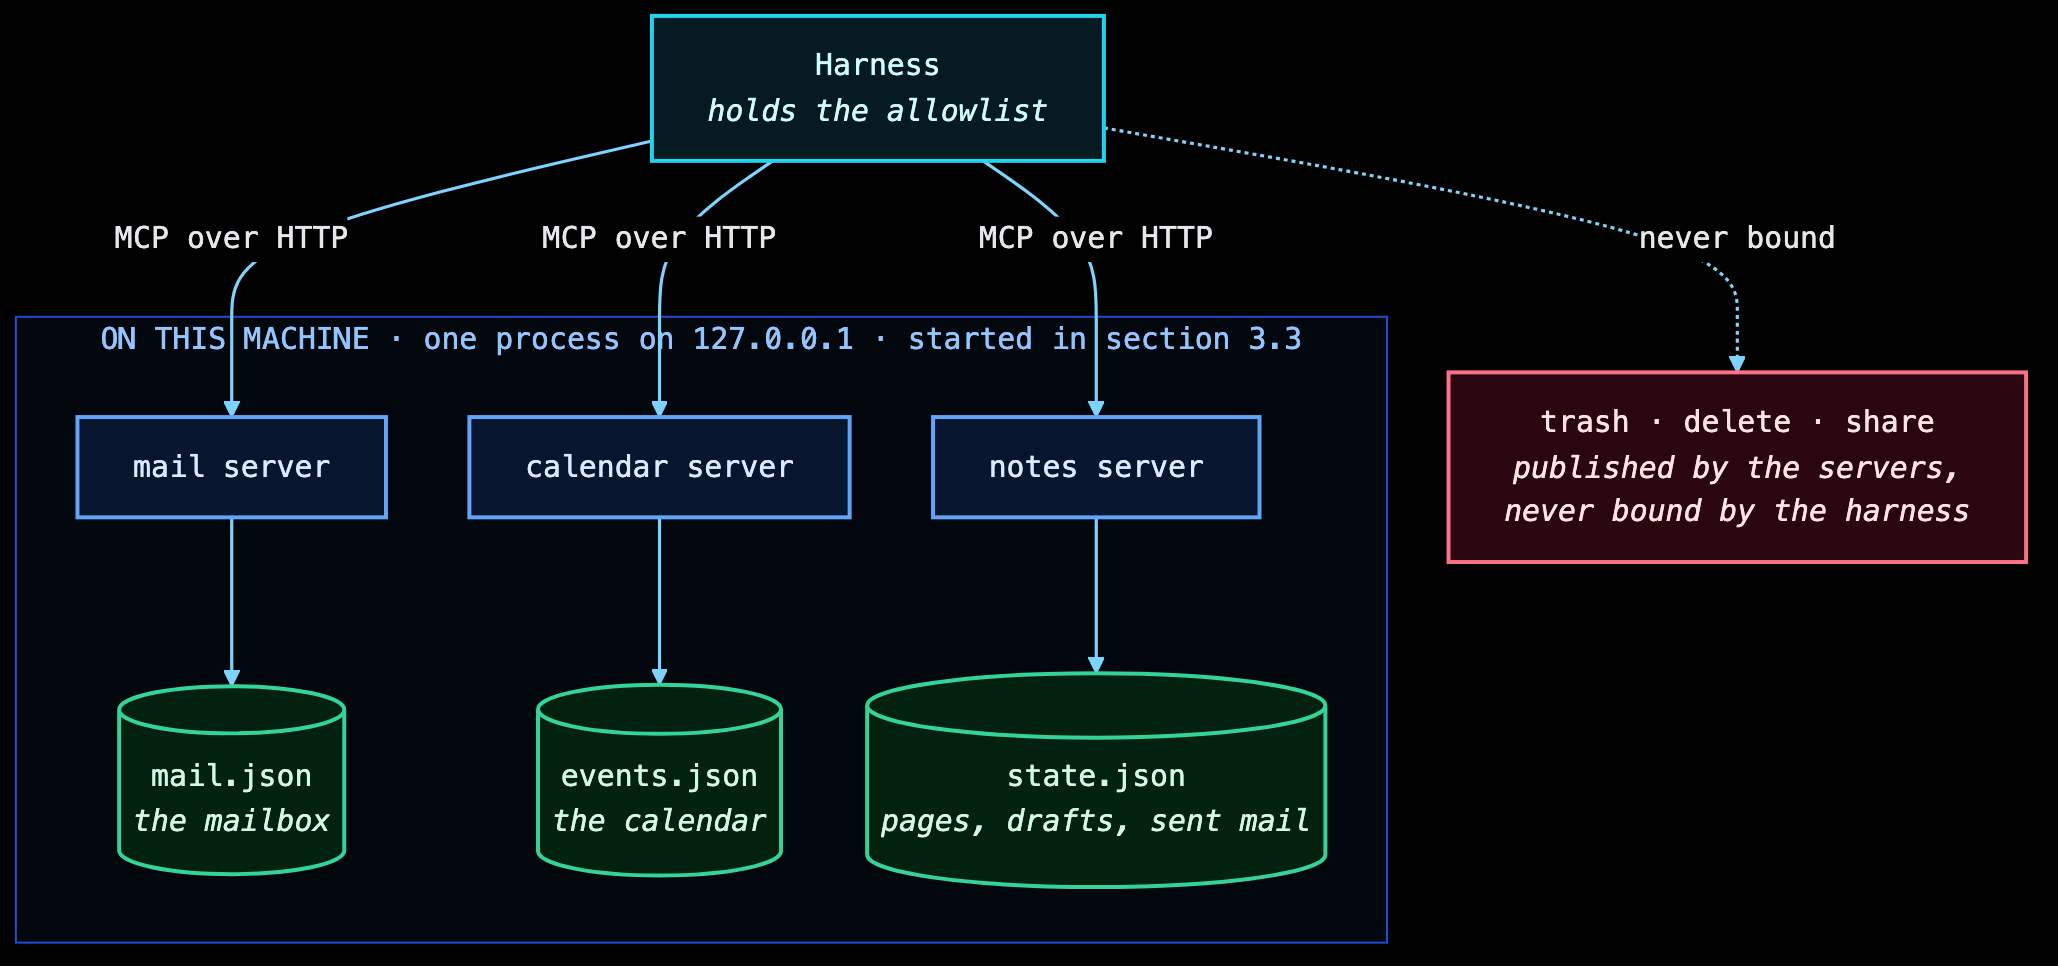 Harness
holds the allowlist
MCP over HTTP
MCP over HTTP
MCP over HTTP
never bound
ON THIS MACHINE · one process on 127.0.0.1 · started in section 3.3
mail server
calendar server
notes server
trash · delete · share
published by the servers,
never bound by the harness
mail.json
the mailbox
events.json
the calendar
state.json
pages, drafts, sent mail